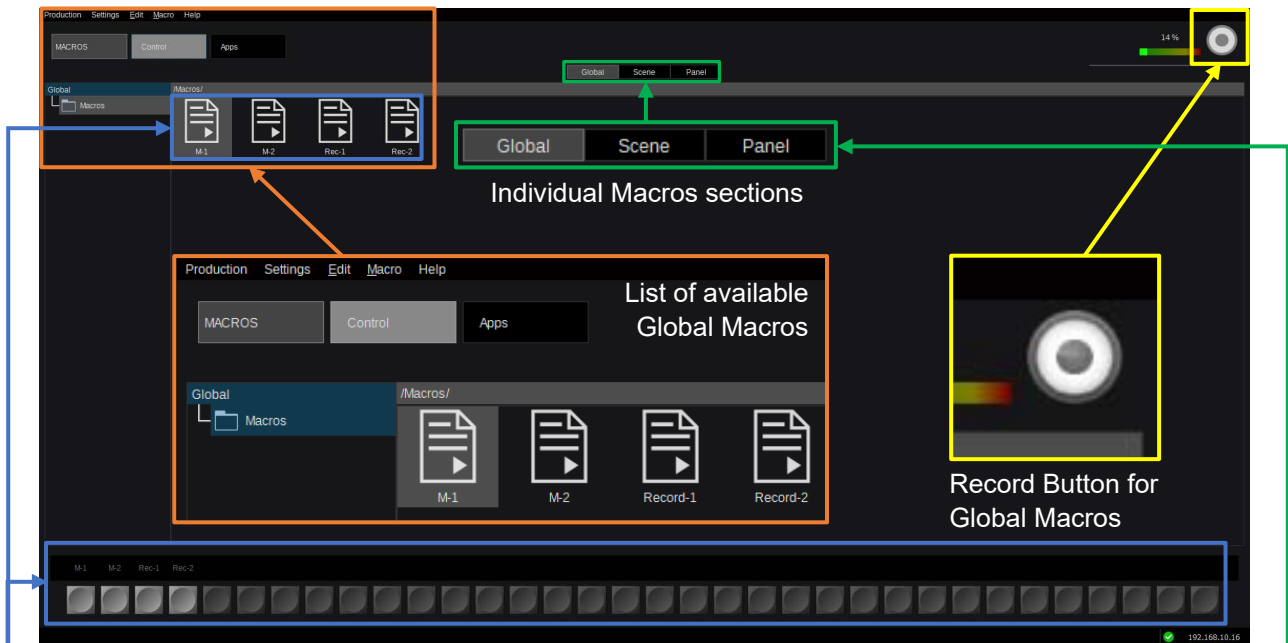 Production Settings Edit Macro Help
MACROS Control Apps
14 %
Global Scene Panel
Global /Macros/
Macros
M-1 M-2 Rec-1 Rec-2
Global Scene Panel
Individual Macros sections
Production Settings Edit Macro Help
List of available
Global Macros
MACROS Control Apps
Global /Macros/
Macros
M-1 M-2 Record-1 Record-2
Record Button for
Global Macros
M-1 M-2 Rec-1 Rec-2
192.168.10.16